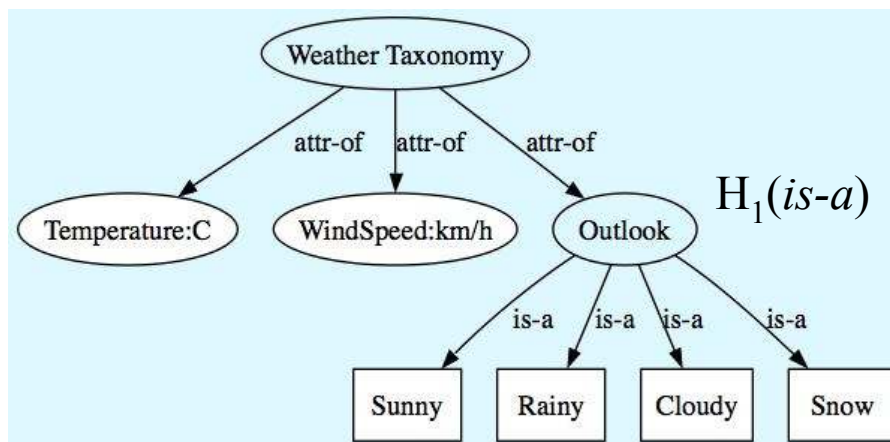 Weather Taxonomy
attr-of attr-of attr-of
H₁(is-a)
Temperature:C WindSpeed:km/h Outlook
is-a is-a is-a is-a
Sunny Rainy Cloudy Snow